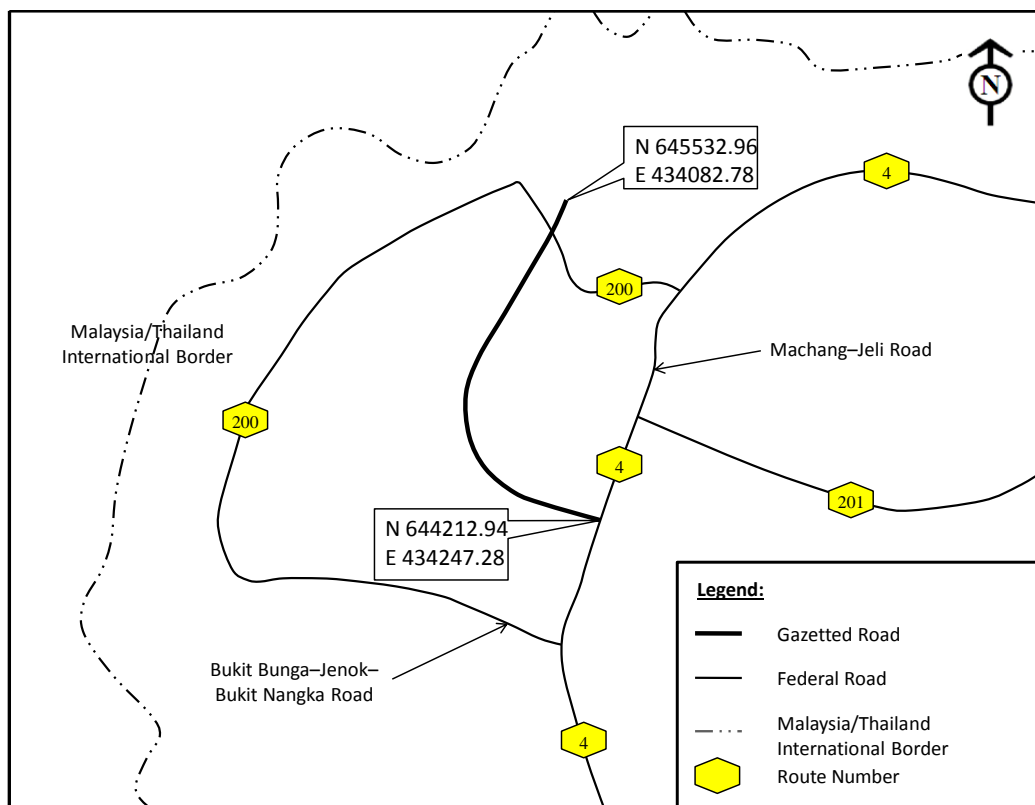 N
N 645532.96
E 434082.78
4
200
Malaysia/Thailand
International Border
Machang–Jeli Road
200
4
201
N 644212.94
E 434247.28
Bukit Bunga–Jenok–
Bukit Nangka Road
4
Legend:
Gazetted Road
Federal Road
Malaysia/Thailand
International Border
Route Number